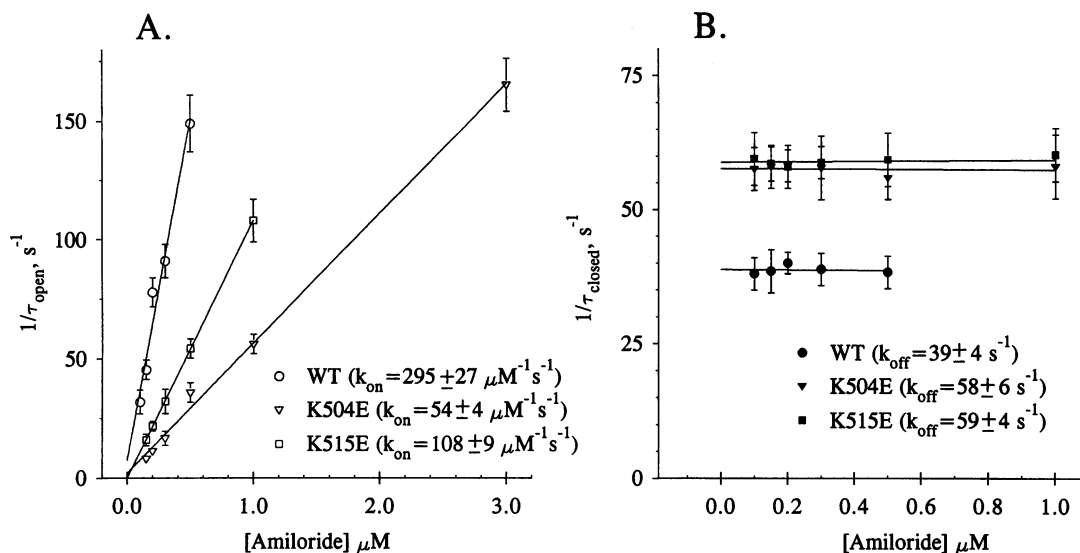 A.
1/τopen, s-1
150
100
50
0
0.0 1.0 2.0 3.0
[Amiloride] μM
WT (kon=295±27 μM-1s-1)
K504E (kon=54±4 μM-1s-1)
K515E (kon=108±9 μM-1s-1)
B.
1/τclosed, s-1
75
50
25
0
0.0 0.2 0.4 0.6 0.8 1.0
[Amiloride] μM
WT (koff=39±4 s-1)
K504E (koff=58±6 s-1)
K515E (koff=59±4 s-1)